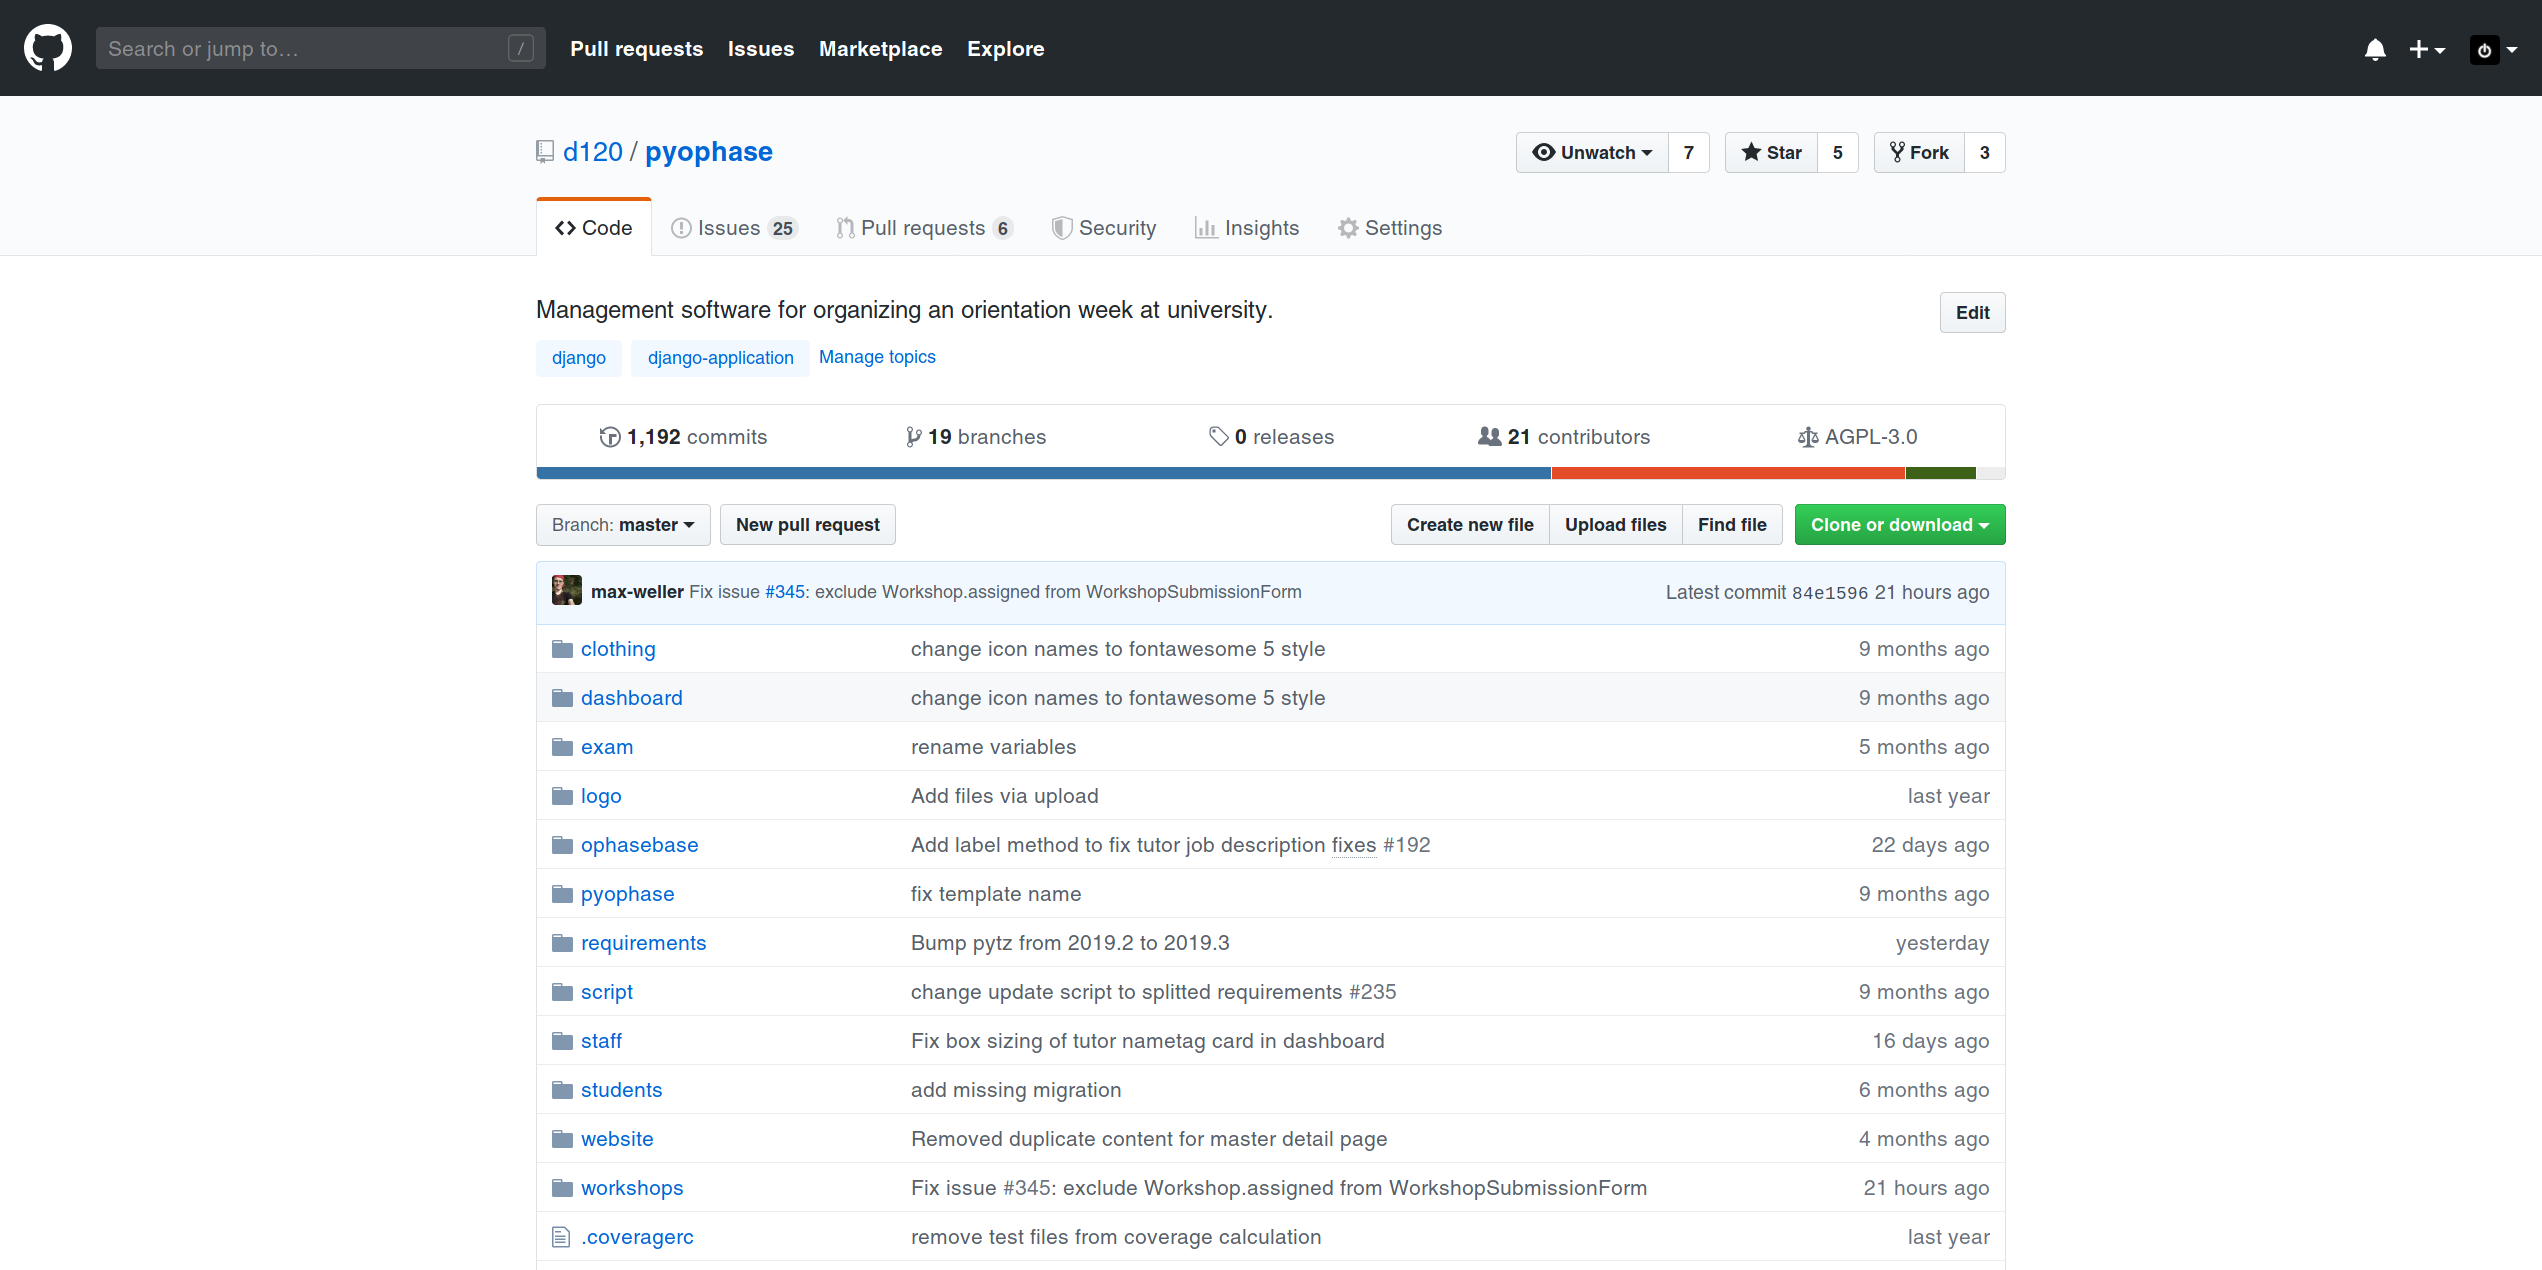 Search or jump to… /
Pull requests Issues Marketplace Explore
d120 / pyophase
Unwatch 7 Star 5 Fork 3
Code Issues 25 Pull requests 6 Security Insights Settings
Management software for organizing an orientation week at university.
Edit
django django-application Manage topics
1,192 commits 19 branches 0 releases 21 contributors AGPL-3.0
Branch: master New pull request Create new file Upload files Find file Clone or download
max-weller Fix issue #345: exclude Workshop.assigned from WorkshopSubmissionForm Latest commit 84e1596 21 hours ago
clothing change icon names to fontawesome 5 style 9 months ago
dashboard change icon names to fontawesome 5 style 9 months ago
exam rename variables 5 months ago
logo Add files via upload last year
ophasebase Add label method to fix tutor job description fixes #192 22 days ago
pyophase fix template name 9 months ago
requirements Bump pytz from 2019.2 to 2019.3 yesterday
script change update script to splitted requirements #235 9 months ago
staff Fix box sizing of tutor nametag card in dashboard 16 days ago
students add missing migration 6 months ago
website Removed duplicate content for master detail page 4 months ago
workshops Fix issue #345: exclude Workshop.assigned from WorkshopSubmissionForm 21 hours ago
.coveragerc remove test files from coverage calculation last year